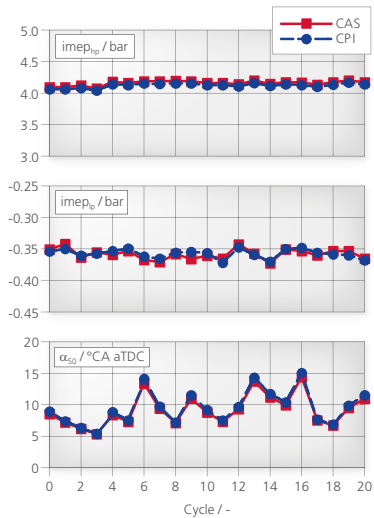 CAS
CPI
5.0
imep_hp / bar
4.5
4.0
3.5
3.0
-0.25
imep_lp / bar
-0.30
-0.35
-0.40
-0.45
20
α50 / °CA aTDC
15
10
5
0
0 2 4 6 8 10 12 14 16 18 20
Cycle / -